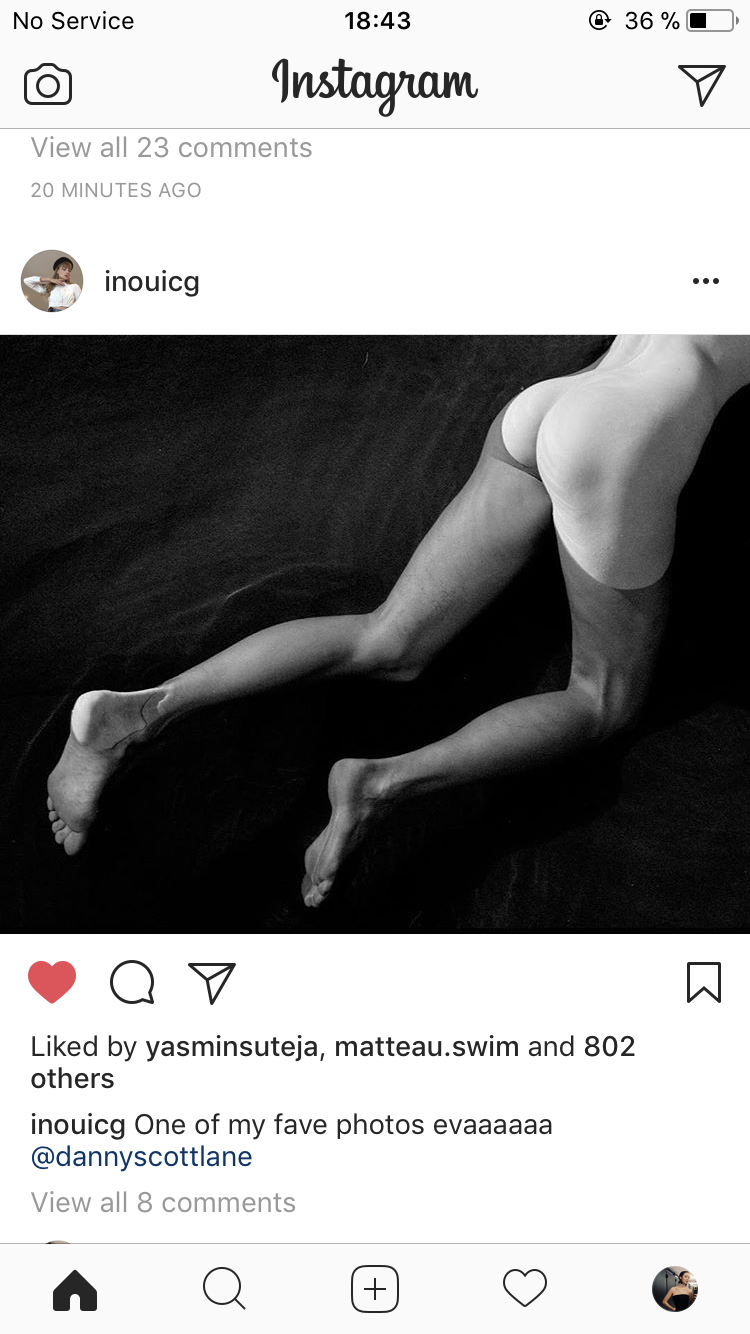 No Service 18:43 36 %
Instagram
View all 23 comments
20 MINUTES AGO
inouicg
Liked by yasminsuteja, matteau.swim and 802
others
inouicg One of my fave photos evaaaaaa
@dannyscottlane
View all 8 comments